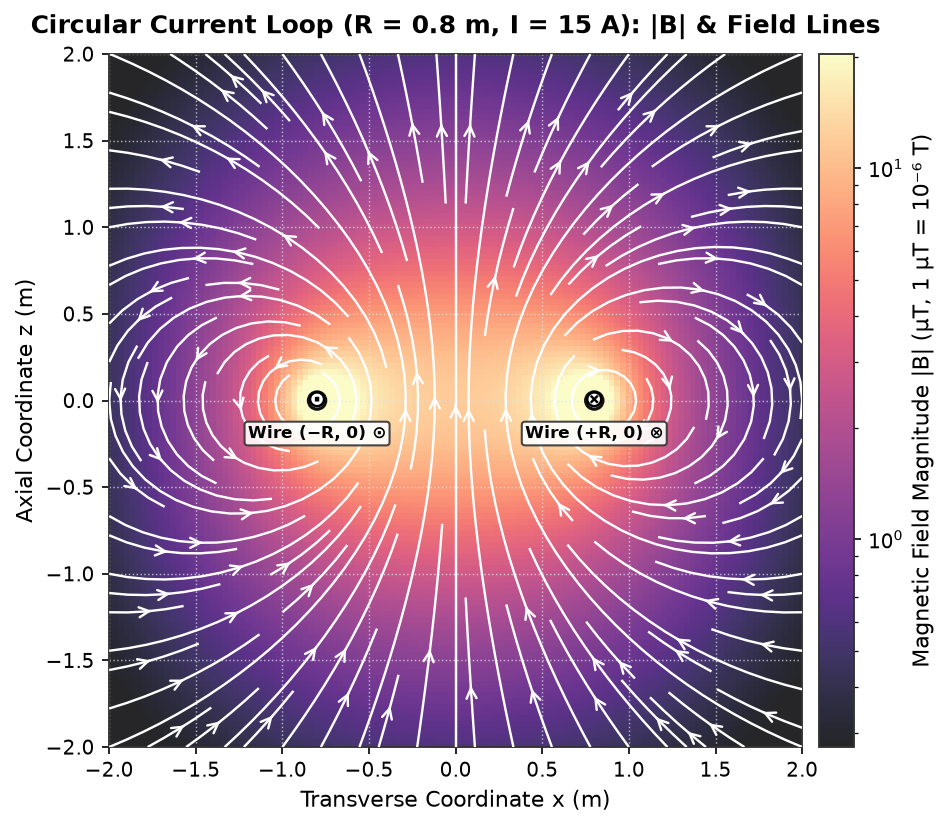 Circular Current Loop (R = 0.8 m, I = 15 A): |B| & Field Lines
2.0
1.5
1.0
0.5
0.0
−0.5
−1.0
−1.5
−2.0
Axial Coordinate z (m)
Wire (−R, 0) ⊙
Wire (+R, 0) ⊗
−2.0 −1.5 −1.0 −0.5 0.0 0.5 1.0 1.5 2.0
Transverse Coordinate x (m)
10¹
10⁰
Magnetic Field Magnitude |B| (μT, 1 μT = 10⁻⁶ T)